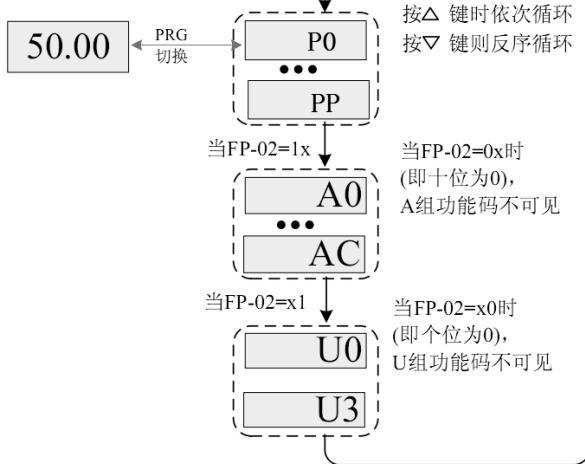 按△ 键时依次循环
按▽ 键则反序循环
50.00
PRG
切换
P0
•••
PP
当FP-02=1x
当FP-02=0x时
(即十位为0),
A组功能码不可见
A0
•••
AC
当FP-02=x1
当FP-02=x0时
(即个位为0),
U组功能码不可见
U0
U3